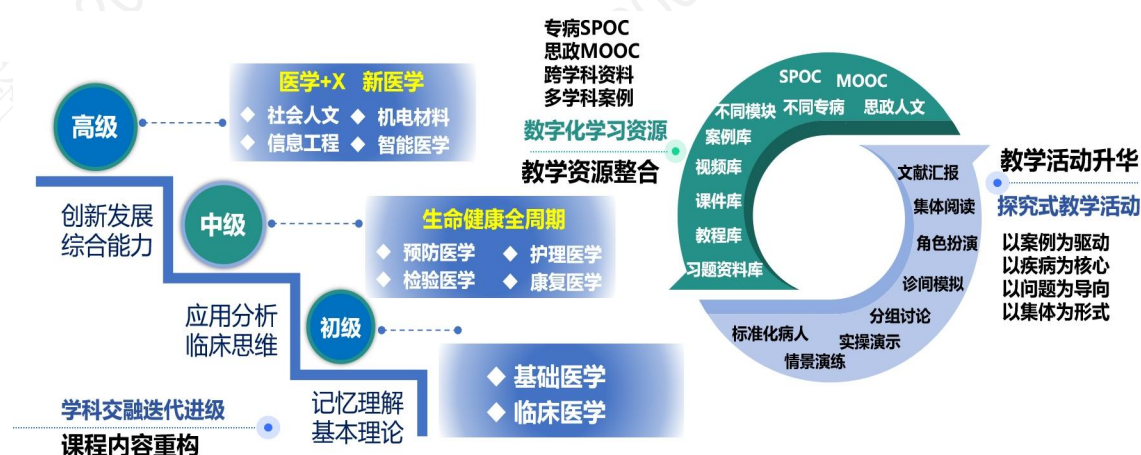 高级
医学+X 新医学
◆ 社会人文 ◆ 机电材料
◆ 信息工程 ◆ 智能医学
创新发展
综合能力
中级
生命健康全周期
◆ 预防医学 ◆ 护理医学
◆ 检验医学 ◆ 康复医学
应用分析
临床思维
初级
◆ 基础医学
◆ 临床医学
记忆理解
基本理论
学科交融迭代进级
课程内容重构
专病SPOC
思政MOOC
跨学科资料
多学科案例
数字化学习资源
教学资源整合
SPOC MOOC
不同模块 不同专病 思政人文
案例库
视频库
课件库
教程库
习题资料库
文献汇报
集体阅读
角色扮演
诊间模拟
分组讨论
实操演示
情景演练
标准化病人
教学活动升华
探究式教学活动
以案例为驱动
以疾病为核心
以问题为导向
以集体为形式